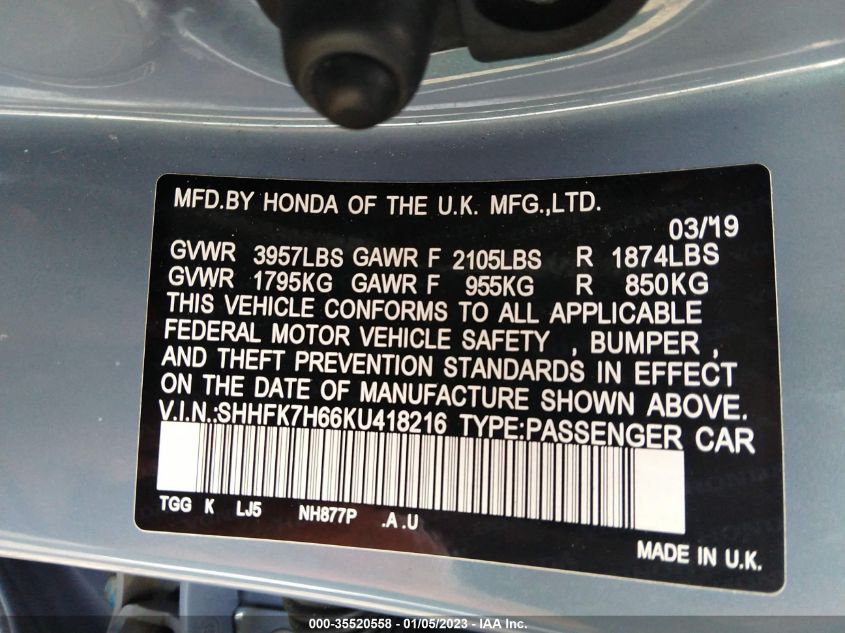 MFD.BY HONDA OF THE U.K. MFG.,LTD.
03/'19
GVWR 3957LBS GAWR F 2105LBS R 1874LBS
GVWR 1795KG GAWR F 955KG R 850KG
THIS VEHICLE CONFORMS TO ALL APPLICABLE
FEDERAL MOTOR VEHICLE SAFETY , BUMPER ,
AND THEFT PREVENTION STANDARDS IN EFFECT
ON THE DATE OF MANUFACTURE SHOWN ABOVE.
V.I.N.:SHHFK7H66KU418216 TYPE:PASSENGER CAR
TGG K LJ5 NH877P .A .U
MADE IN U.K.
000-35520558 - 01/05/2023 - IAA Inc.